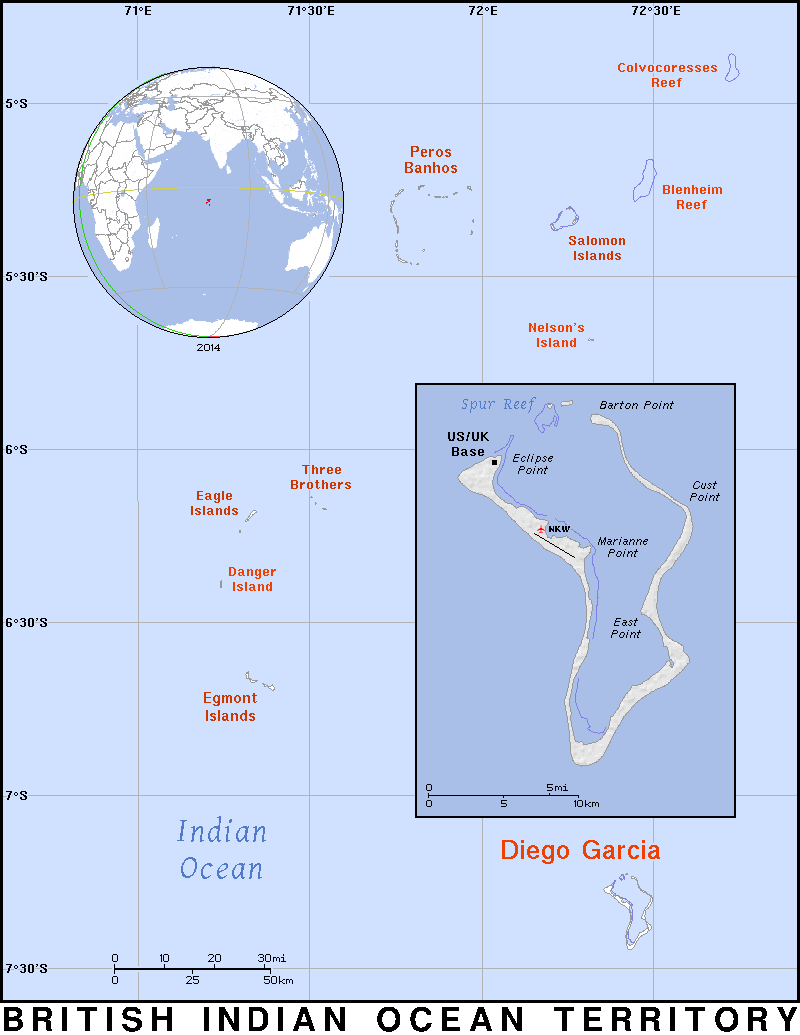 71°E
71°30'E
72°E
72°30'E
Colvocoresses
Reef
5°S
Peros
Banhos
Blenheim
Reef
Salomon
Islands
5°30'S
Nelson's
Island
2014
Spur Reef
Barton Point
US/UK
Base
Eclipse
Point
6°S
Three
Brothers
Eagle
Islands
Cust
Point
NKW
Marianne
Point
Danger
Island
6°30'S
East
Point
Egmont
Islands
0 5mi
0 5 10km
7°S
Indian
Ocean
Diego Garcia
0 10 20 30mi
0 25 50km
7°30'S
BRITISH INDIAN OCEAN TERRITORY